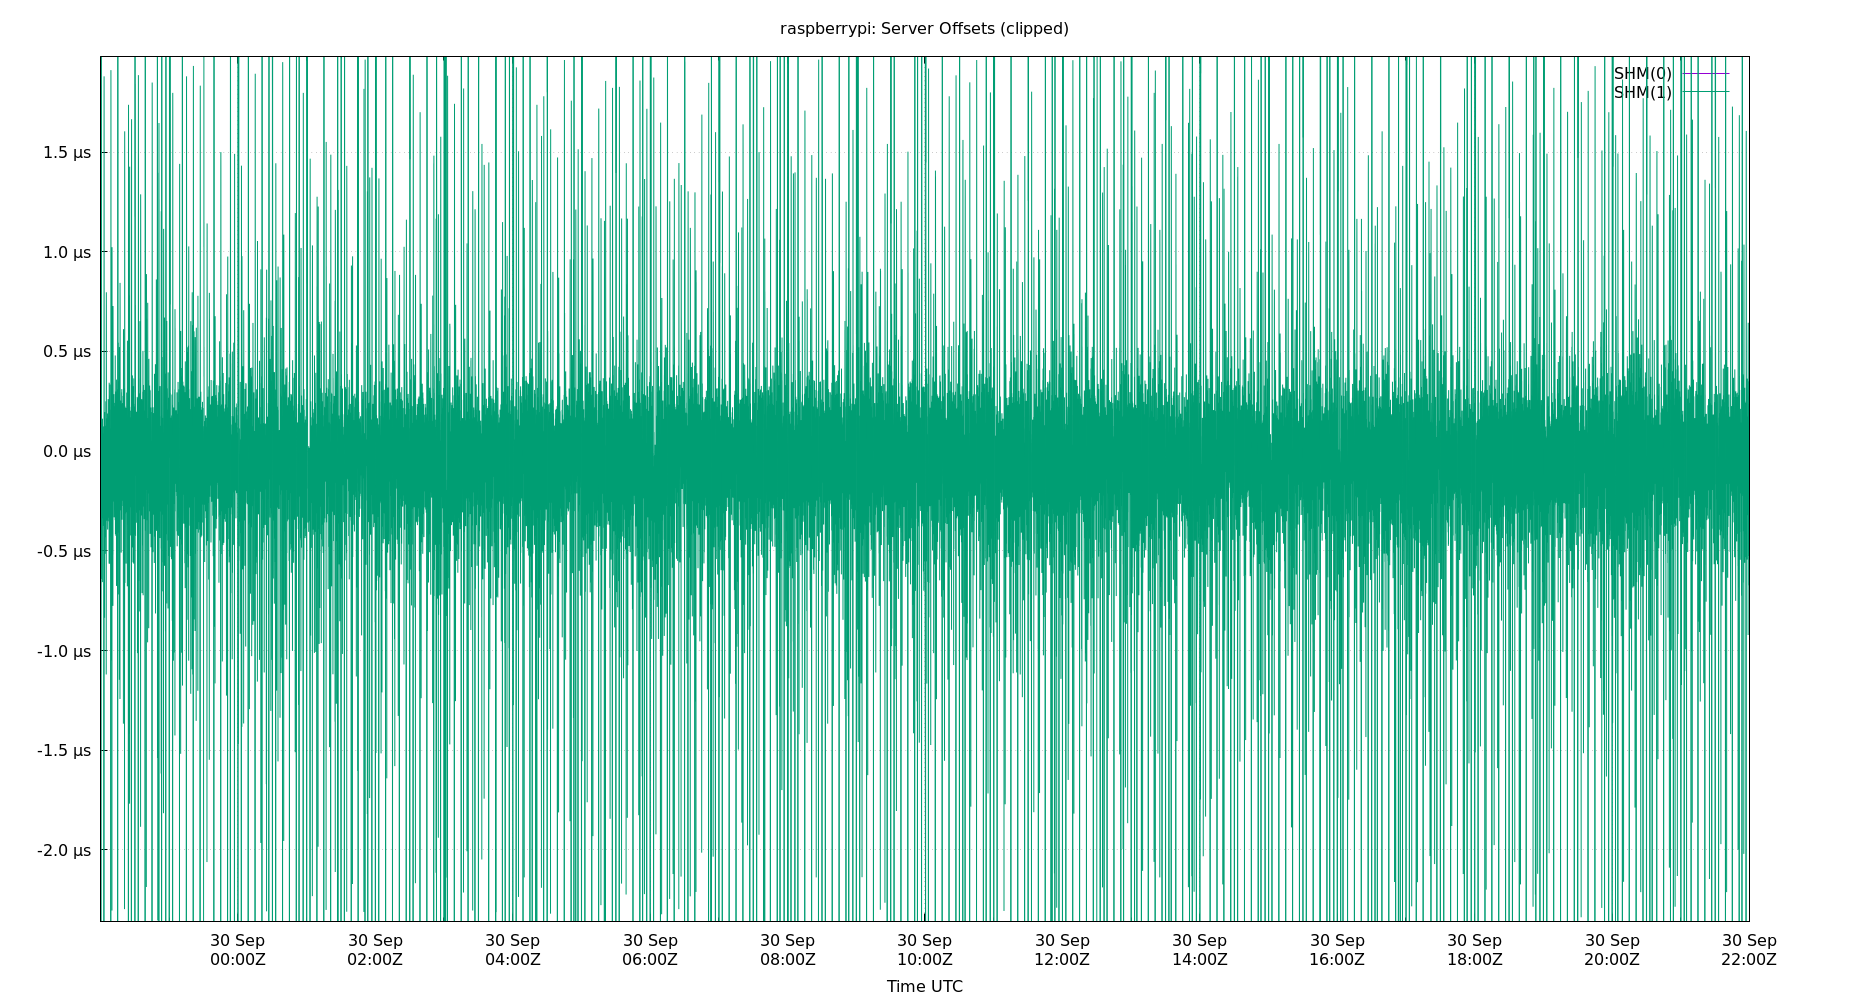 raspberrypi: Server Offsets (clipped)
SHM(0)
SHM(1)
1.5 µs
1.0 µs
0.5 µs
0.0 µs
-0.5 µs
-1.0 µs
-1.5 µs
-2.0 µs
30 Sep 30 Sep 30 Sep 30 Sep 30 Sep 30 Sep 30 Sep 30 Sep 30 Sep 30 Sep 30 Sep 30 Sep
00:00Z 02:00Z 04:00Z 06:00Z 08:00Z 10:00Z 12:00Z 14:00Z 16:00Z 18:00Z 20:00Z 22:00Z
Time UTC